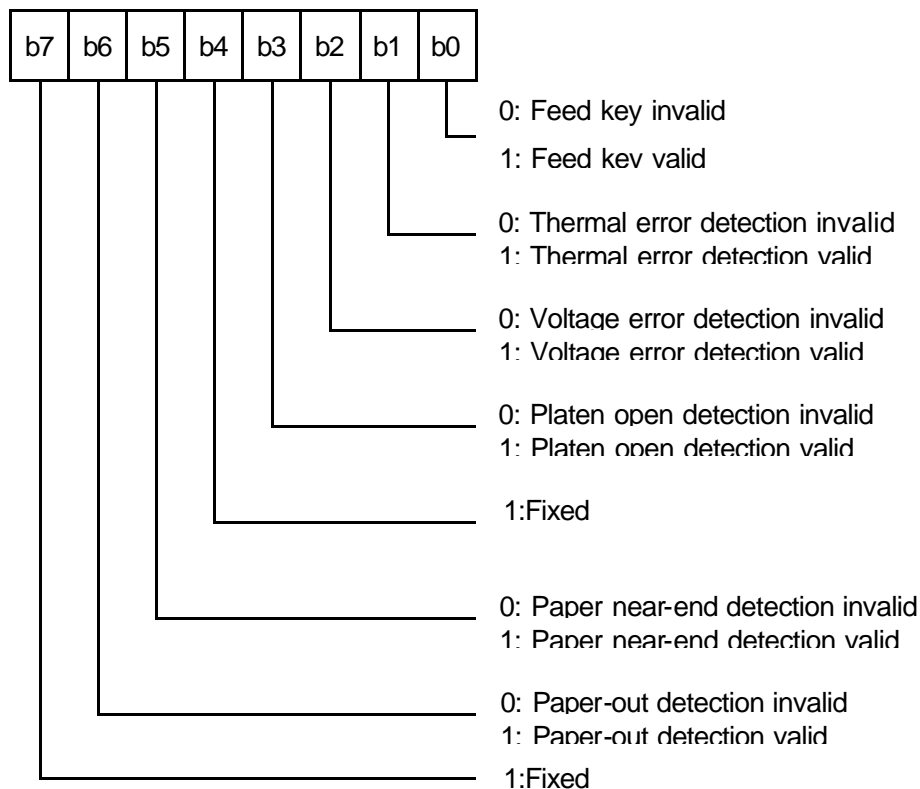 b7 b6 b5 b4 b3 b2 b1 b0
0: Feed key invalid
1: Feed key valid
0: Thermal error detection invalid
1: Thermal error detection valid
0: Voltage error detection invalid
1: Voltage error detection valid
0: Platen open detection invalid
1: Platen open detection valid
1:Fixed
0: Paper near-end detection invalid
1: Paper near-end detection valid
0: Paper-out detection invalid
1: Paper-out detection valid
1:Fixed